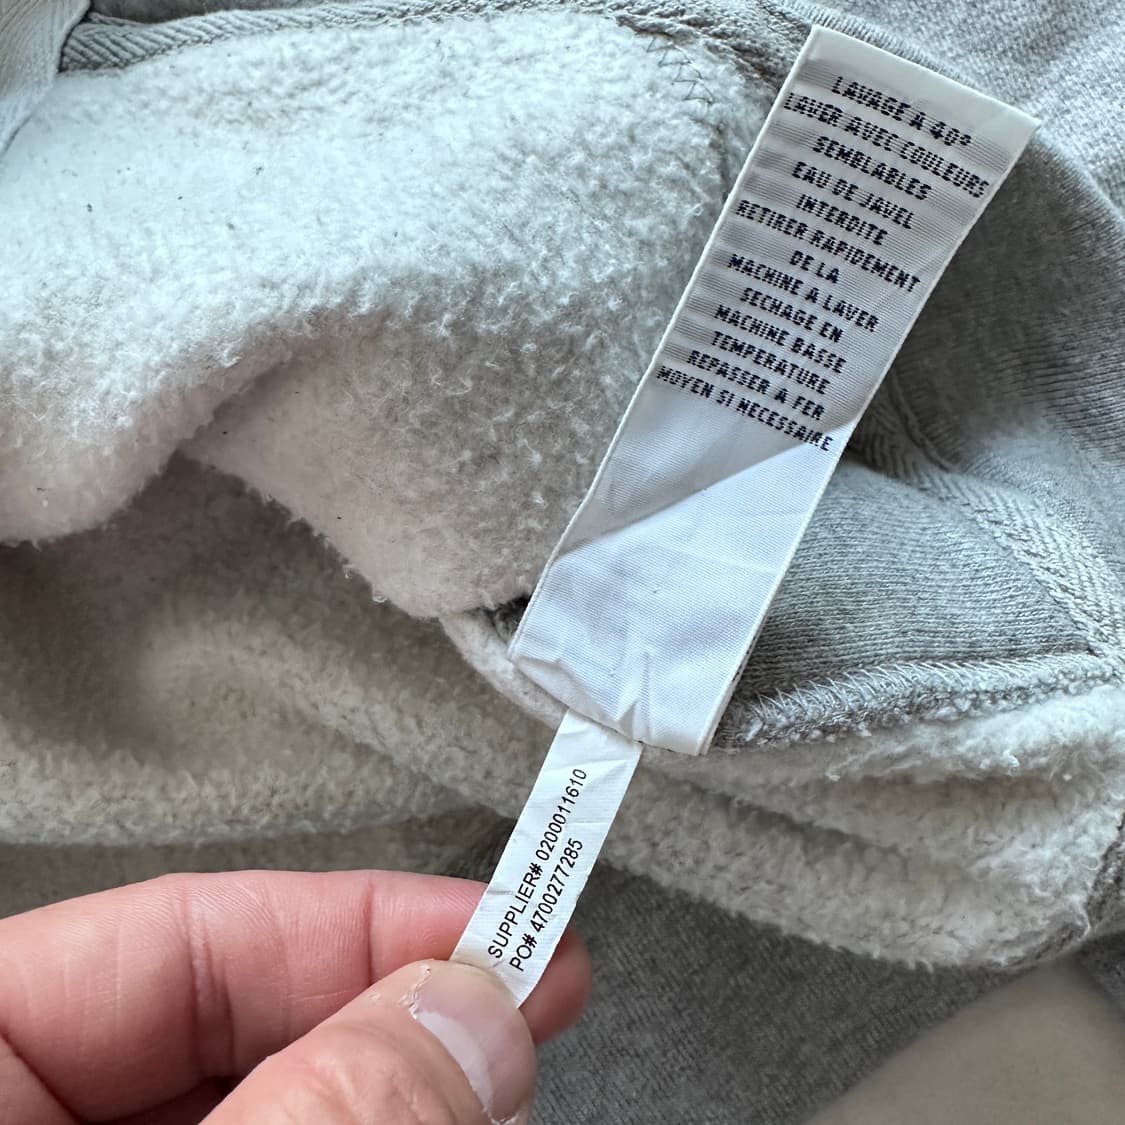 LAVAGE A 40º
LAVER AVEC COULEURS
SEMBLABLES
EAU DE JAVEL
INTERDITE
RETIRER RAPIDEMENT
DE LA
MACHINE A LAVER
SECHAGE EN
MACHINE BASSE
TEMPERATURE
REPASSER A FER
MOYEN SI NECESSAIRE
SUPPLIER# 0200011610
PO# 4700277285